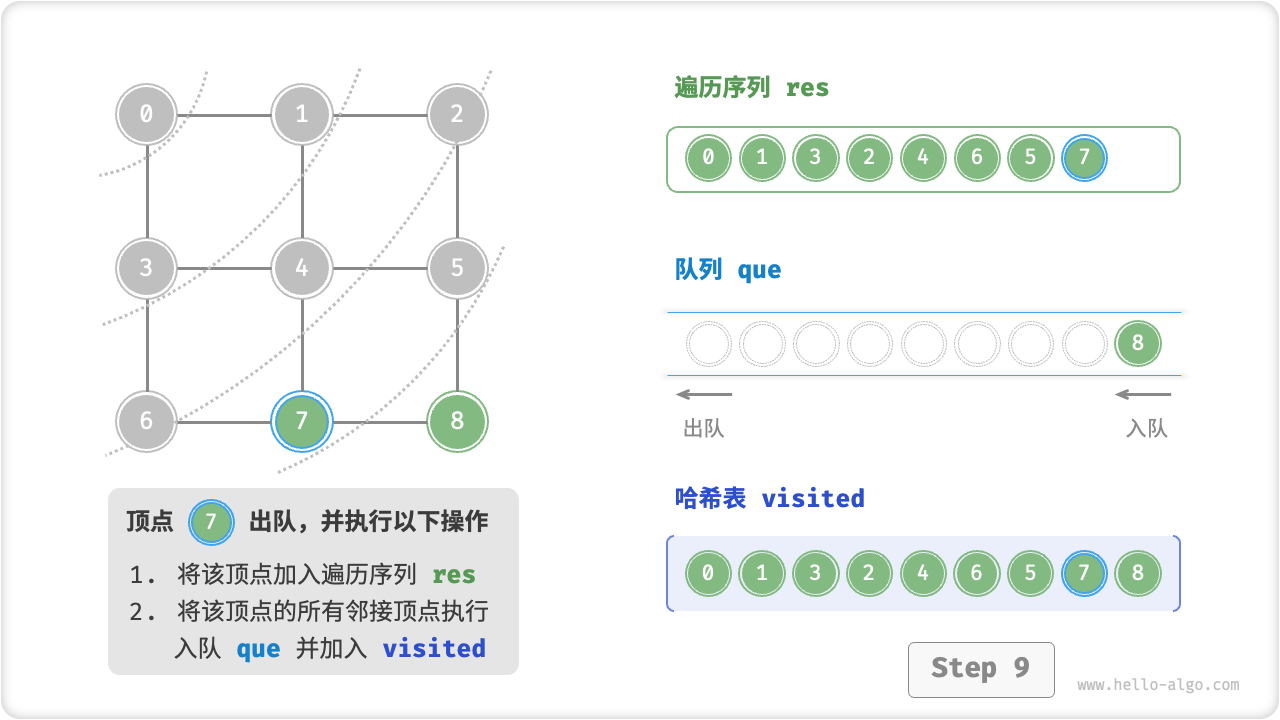 0 1 2
3 4 5
6 7 8
顶点 7 出队，并执行以下操作
1. 将该顶点加入遍历序列 res
2. 将该顶点的所有邻接顶点执行
入队 que 并加入 visited
遍历序列 res
0 1 3 2 4 6 5 7
队列 que
8
出队 入队
哈希表 visited
0 1 3 2 4 6 5 7 8
Step 9
www.hello-algo.com